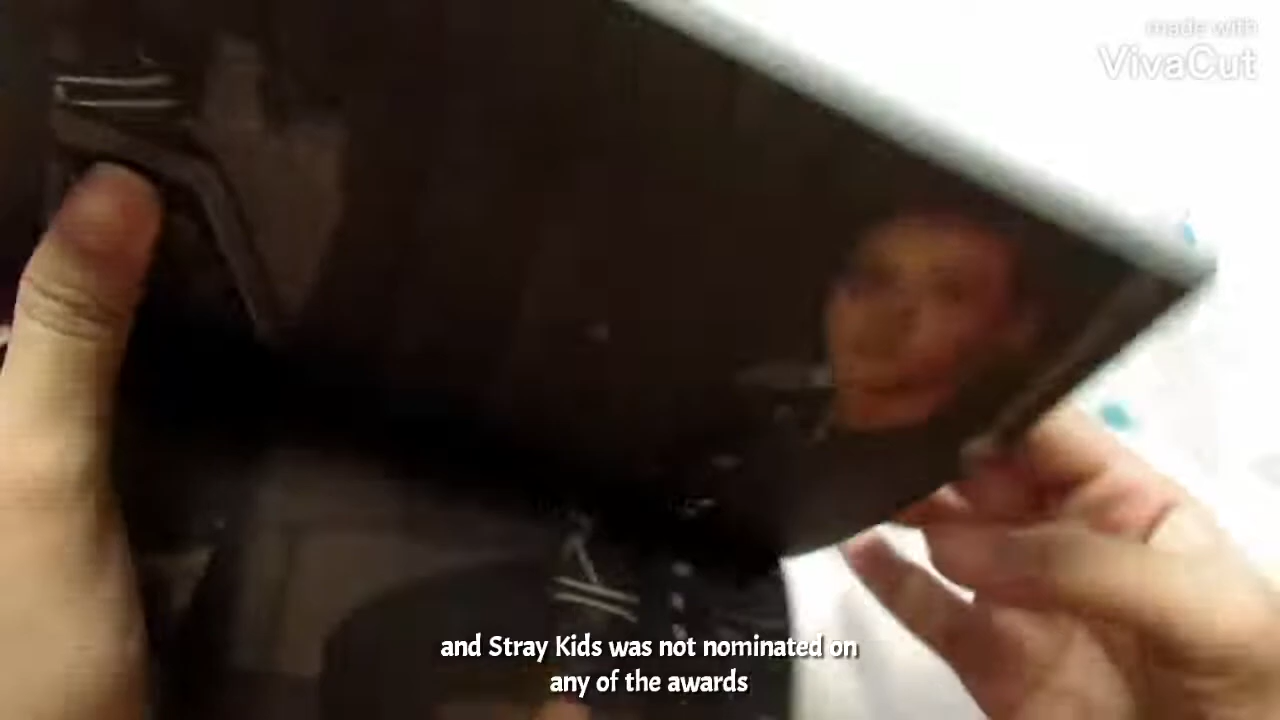 made with
VivaCut
and Stray Kids was not nominated on
any of the awards